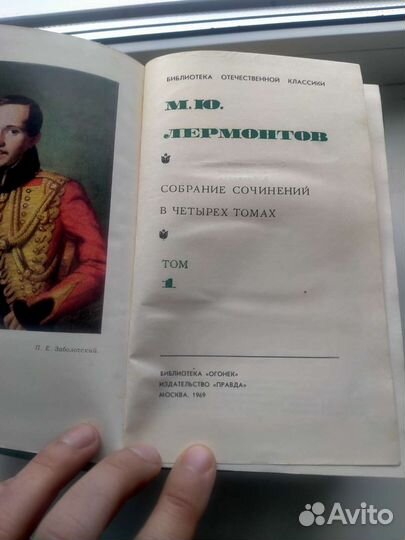 П. Е. Заболотский.
БИБЛИОТЕКА ОТЕЧЕСТВЕННОЙ КЛАССИКИ
М.Ю.
ЛЕРМОНТОВ
СОБРАНИЕ СОЧИНЕНИЙ
В ЧЕТЫРЕХ ТОМАХ
ТОМ
1
БИБЛИОТЕКА «ОГОНЕК»
ИЗДАТЕЛЬСТВО «ПРАВДА»
МОСКВА. 1969
Avito